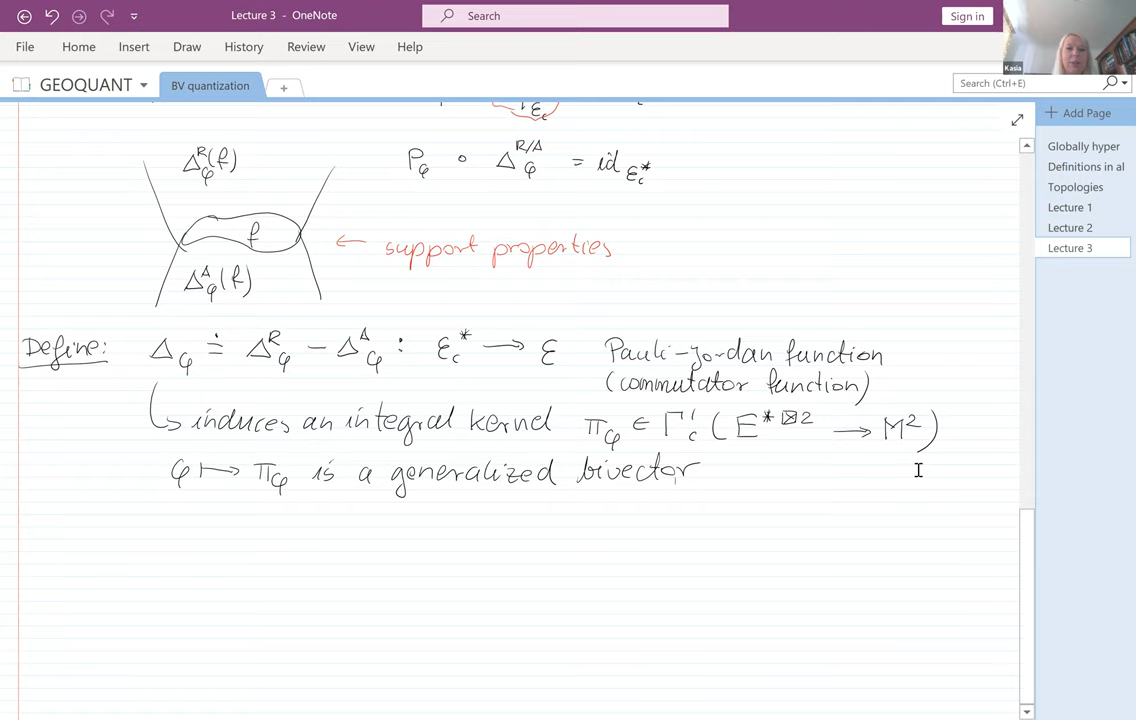 Lecture 3 - OneNote
Search
Sign in
File Home Insert Draw History Review View Help
Kasia
GEOQUANT
BV quantization
Search (Ctrl+E)
Add Page
Globally hyper
Definitions in al
Topologies
Lecture 1
Lecture 2
Lecture 3
Δ^R_φ(f)
P_φ ∘ Δ^{R/A}_φ = id_{ℰ_c^*}
f
← support properties
Δ^A_φ(f)
Define: Δ_φ ≐ Δ^R_φ - Δ^A_φ : ℰ_c^* → ℰ Pauli-Jordan function
(commutator function)
↳ induces an integral kernel π_φ ∈ Γ'_c (E^{*⊠2} → M²)
φ ↦ π_φ is a generalized bivector